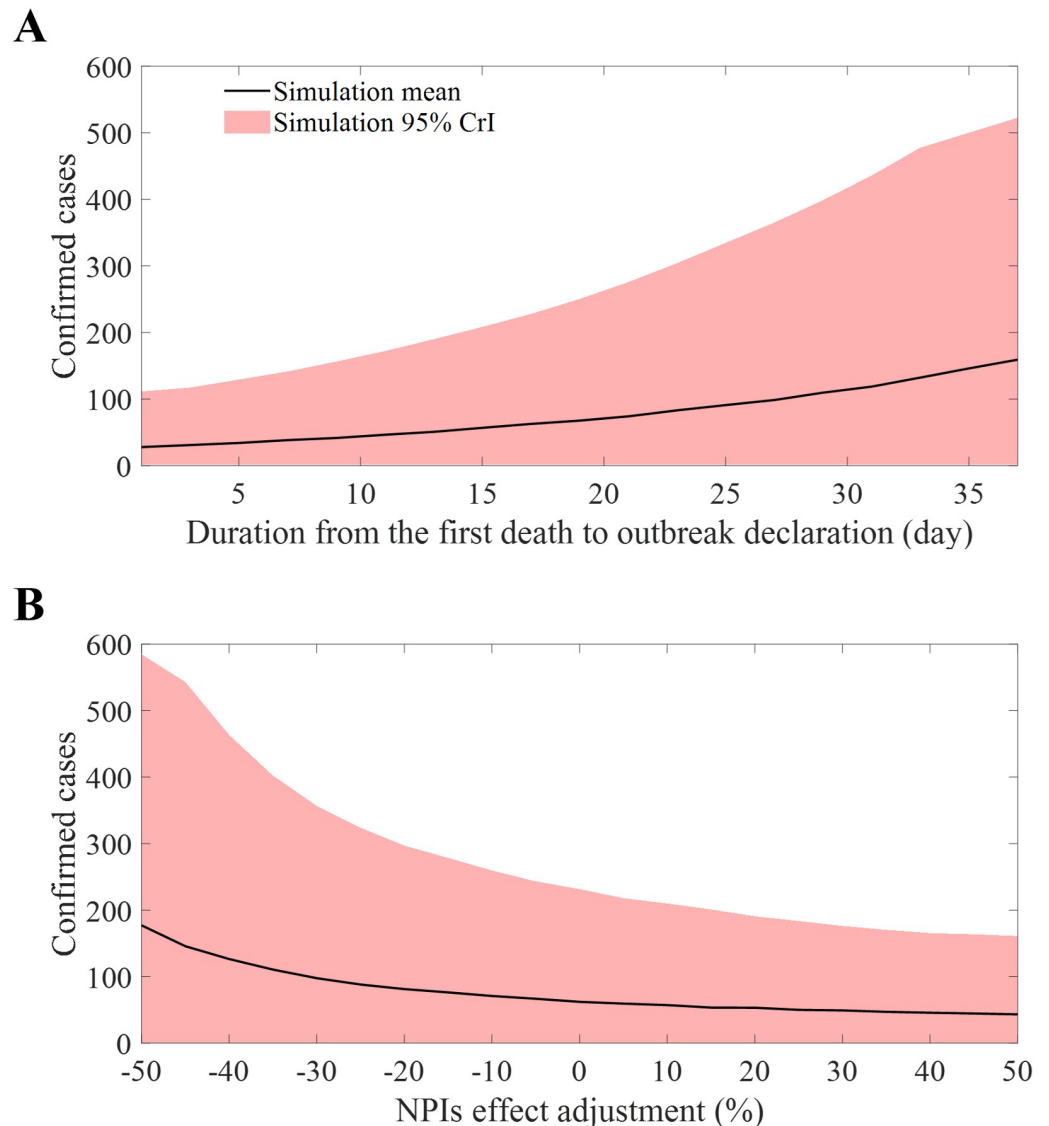 A
600
500
400
300
200
100
0
Confirmed cases
Simulation mean
Simulation 95% CrI
5 10 15 20 25 30 35
Duration from the first death to outbreak declaration (day)
B
600
500
400
300
200
100
0
Confirmed cases
-50 -40 -30 -20 -10 0 10 20 30 40 50
NPIs effect adjustment (%)